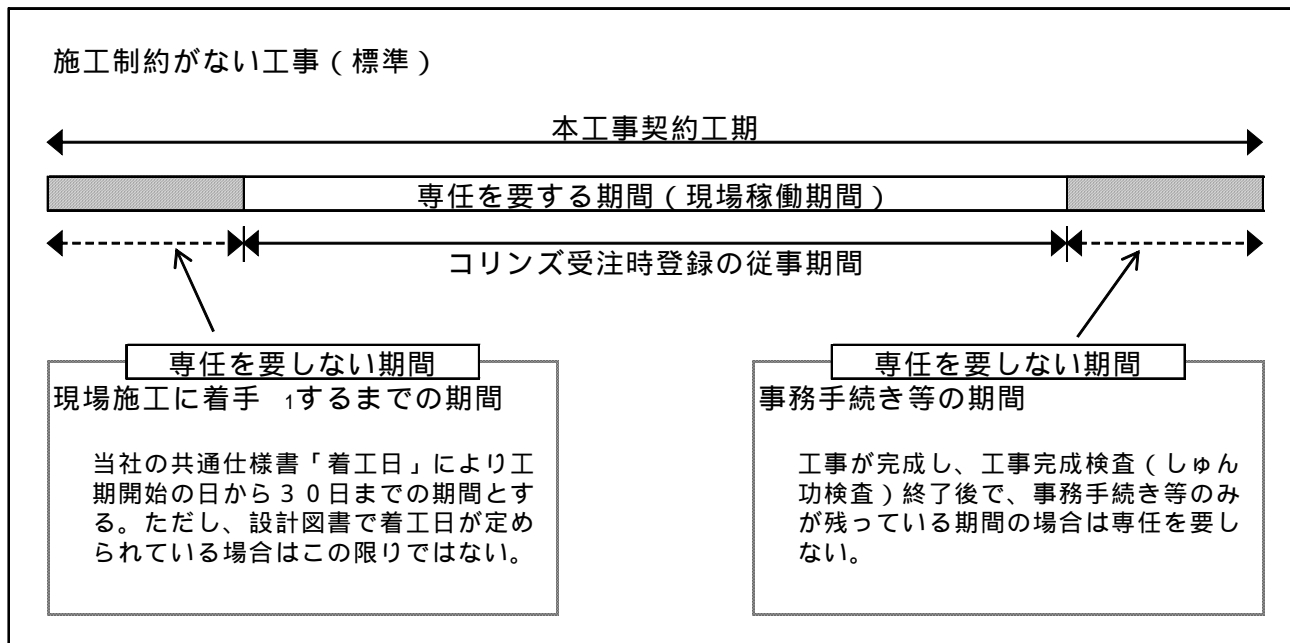 施工制約がない工事（標準）
本工事契約工期
専任を要する期間（現場稼働期間）
コリンズ受注時登録の従事期間
専任を要しない期間
現場施工に着手 1するまでの期間
当社の共通仕様書「着工日」により工
期開始の日から３０日までの期間とす
る。ただし、設計図書で着工日が定め
られている場合はこの限りではない。
専任を要しない期間
事務手続き等の期間
工事が完成し、工事完成検査（しゅん
功検査）終了後で、事務手続き等のみ
が残っている期間の場合は専任を要し
ない。